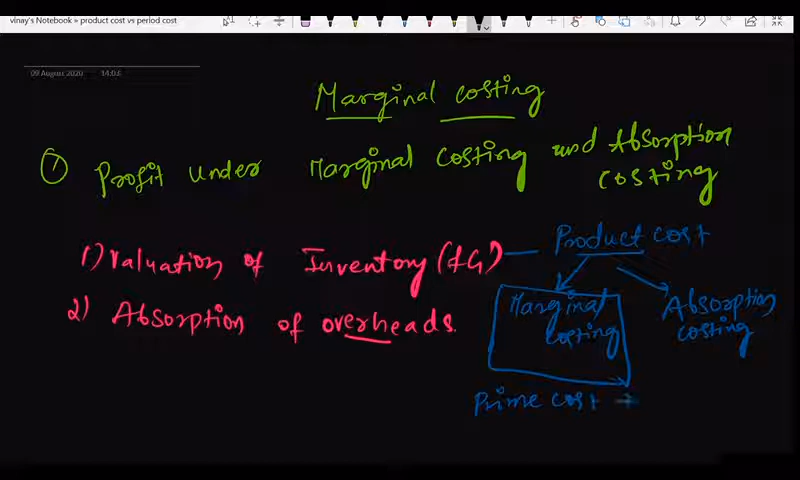 vinay's Notebook » product cost vs period cost
09 August 2020 14:03
Marginal costing
① Profit under Marginal costing and Absorption costing
1) Valuation of Inventory (FG) — Product cost
2) Absorption of overheads.
Marginal costing
Absorption costing
Prime cost +